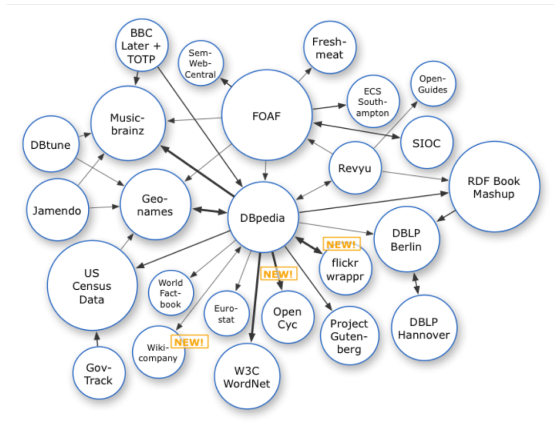 BBC
Later +
TOTP
Sem-
Web-
Central
Fresh-
meat
Open-
Guides
ECS
South-
ampton
Music-
brainz
FOAF
DBtune
SIOC
Revyu
RDF Book
Mashup
Jamendo
Geo-
names
DBpedia
DBLP
Berlin
NEW!
flickr
wrappr
US
Census
Data
NEW!
World
Fact-
book
Euro-
stat
Open
Cyc
Project
Guten-
berg
DBLP
Hannover
NEW!
Wiki-
company
Gov-
Track
W3C
WordNet